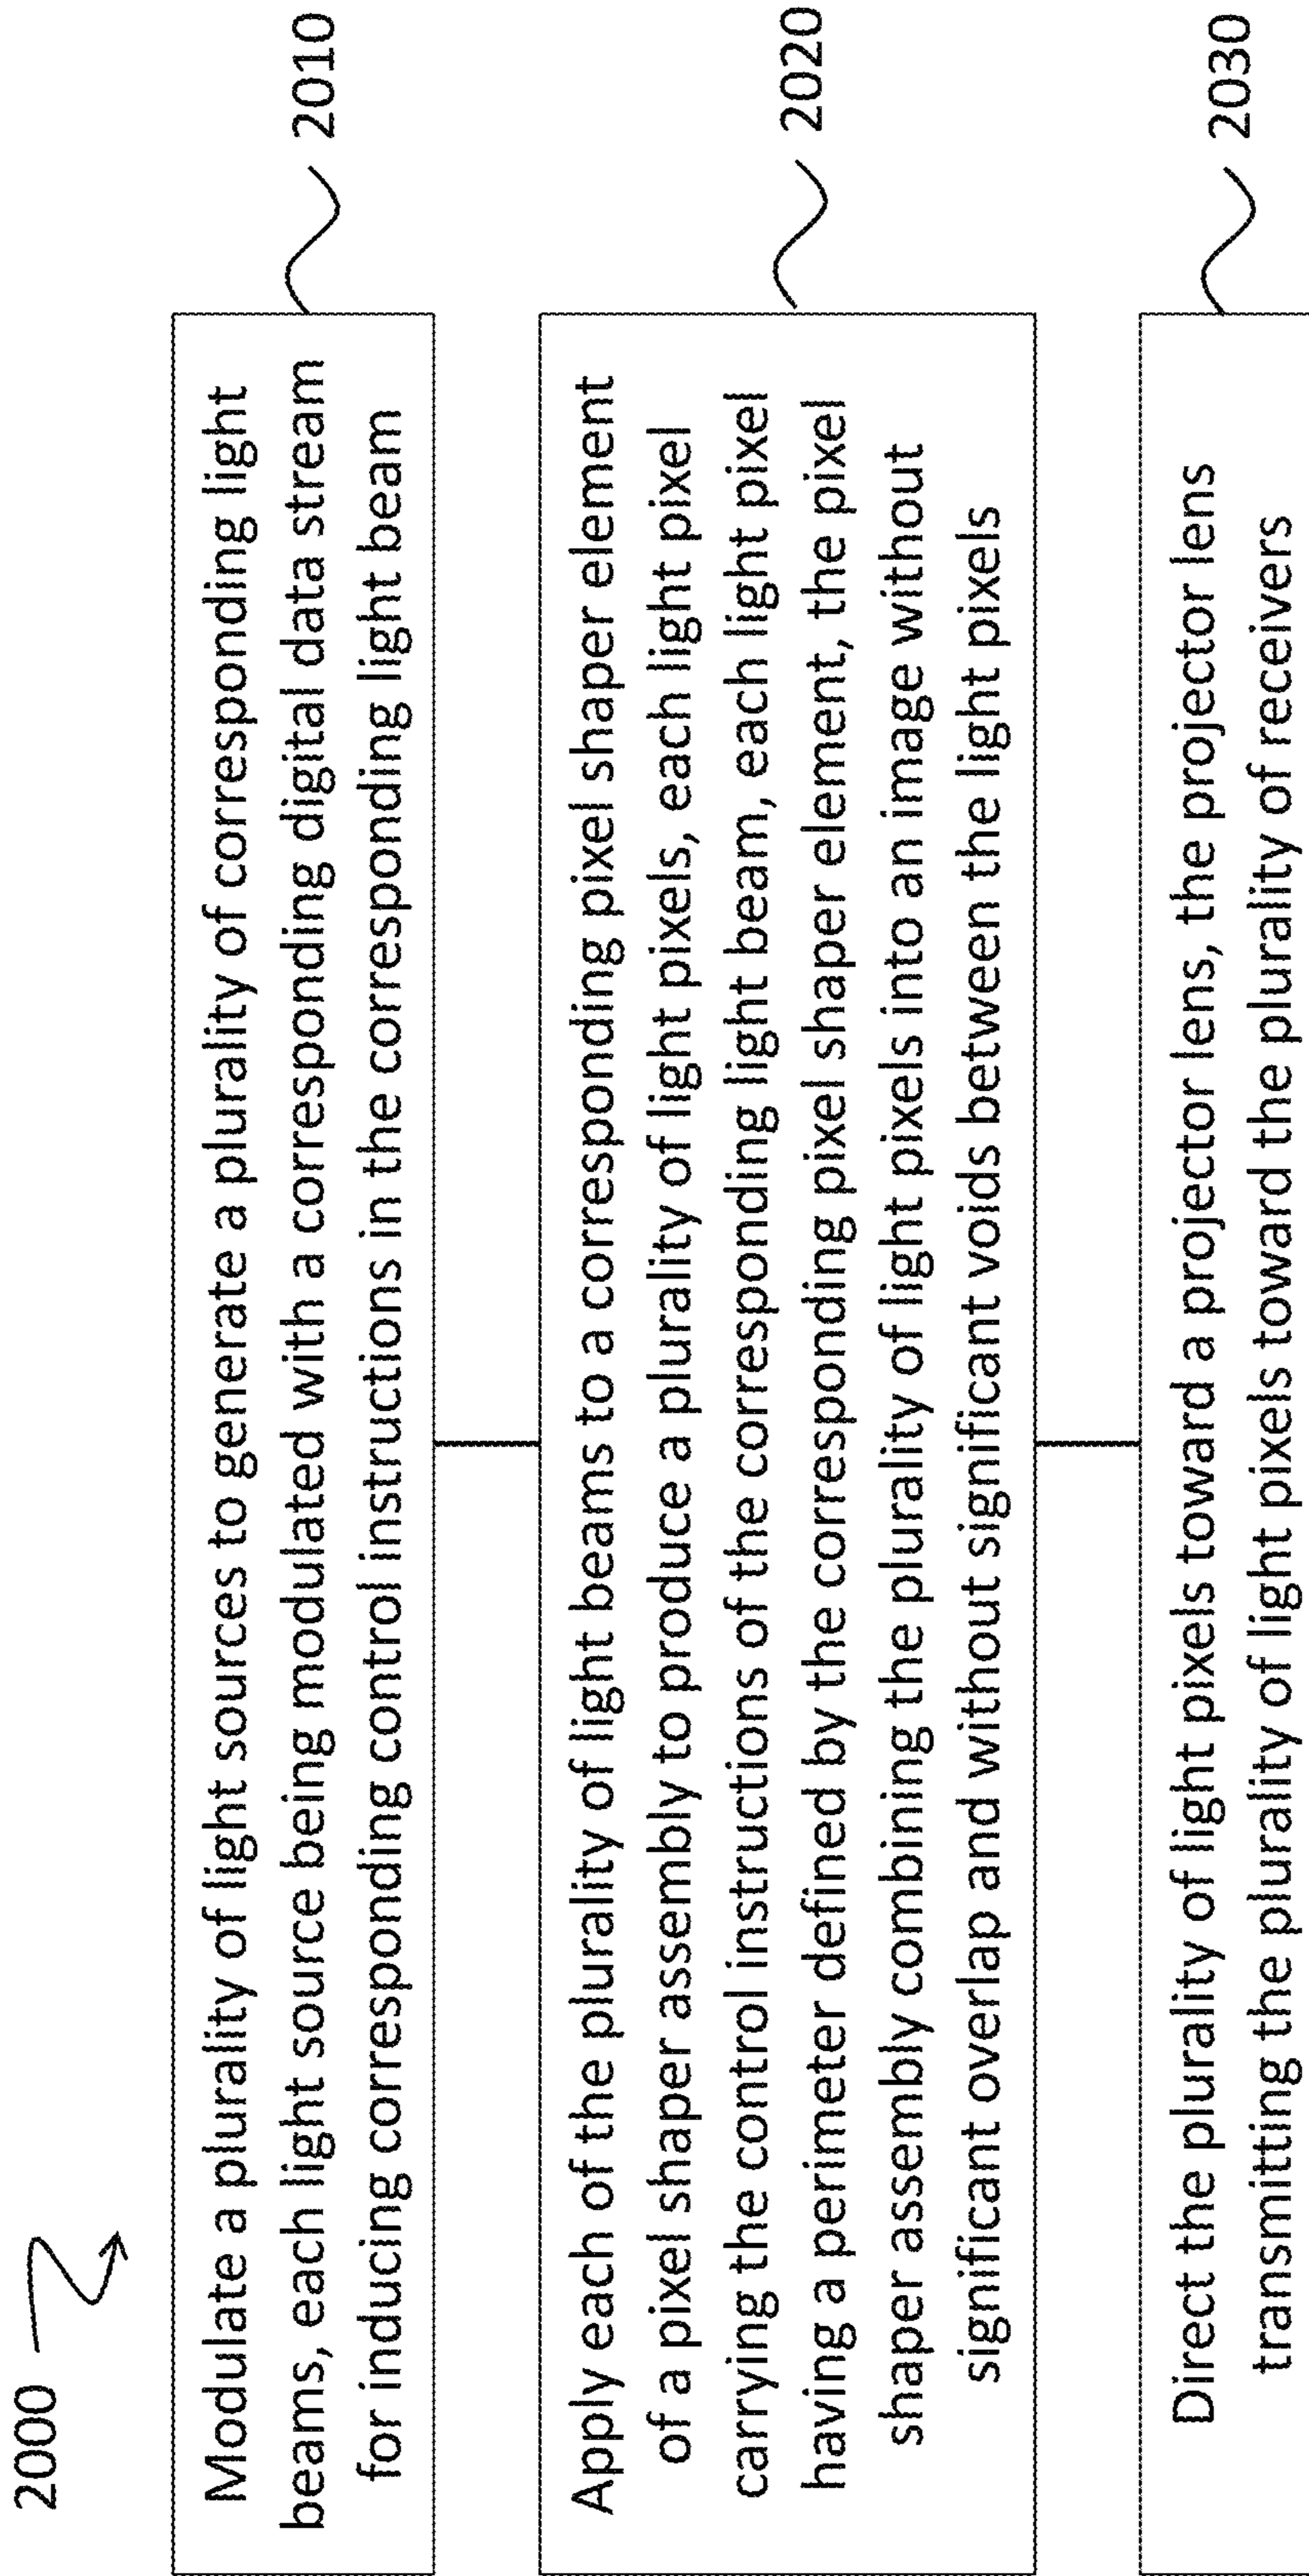 2000
Modulate a plurality of light sources to generate a plurality of corresponding light
beams, each light source being modulated with a corresponding digital data stream
for inducing corresponding control instructions in the corresponding light beam
2010
Apply each of the plurality of light beams to a corresponding pixel shaper element
of a pixel shaper assembly to produce a plurality of light pixels, each light pixel
carrying the control instructions of the corresponding light beam, each light pixel
having a perimeter defined by the corresponding pixel shaper element, the pixel
shaper assembly combining the plurality of light pixels into an image without
significant overlap and without significant voids between the light pixels
2020
Direct the plurality of light pixels toward a projector lens, the projector lens
transmitting the plurality of light pixels toward the plurality of receivers
2030